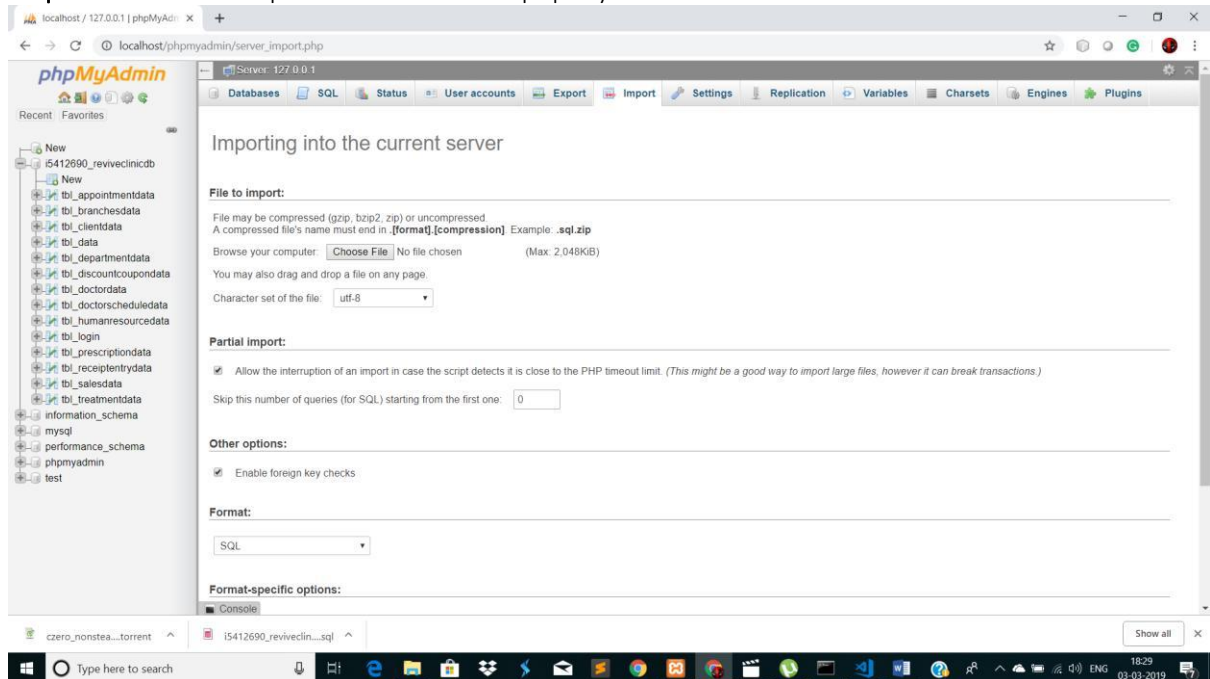 localhost / 127.0.0.1 | phpMyAdm
localhost/phpmyadmin/server_import.php
phpMyAdmin
Recent Favorites
New
i5412690_reviveclinicdb
New
tbl_appointmentdata
tbl_branchesdata
tbl_clientdata
tbl_data
tbl_departmentdata
tbl_discountcoupondata
tbl_doctordata
tbl_doctorscheduledata
tbl_humanresourcedata
tbl_login
tbl_prescriptiondata
tbl_receiptentrydata
tbl_salesdata
tbl_treatmentdata
information_schema
mysql
performance_schema
phpmyadmin
test
Server: 127.0.0.1
Databases SQL Status User accounts Export Import Settings Replication Variables Charsets Engines Plugins
Importing into the current server
File to import:
File may be compressed (gzip, bzip2, zip) or uncompressed.
A compressed file's name must end in .[format].[compression]. Example: .sql.zip
Browse your computer: Choose File No file chosen (Max: 2,048KiB)
You may also drag and drop a file on any page.
Character set of the file: utf-8
Partial import:
Allow the interruption of an import in case the script detects it is close to the PHP timeout limit. (This might be a good way to import large files, however it can break transactions.)
Skip this number of queries (for SQL) starting from the first one: 0
Other options:
Enable foreign key checks
Format:
SQL
Format-specific options:
Console
czero_nonstea....torrent i5412690_reviveclin....sql Show all
Type here to search ENG 18:29
03-03-2019